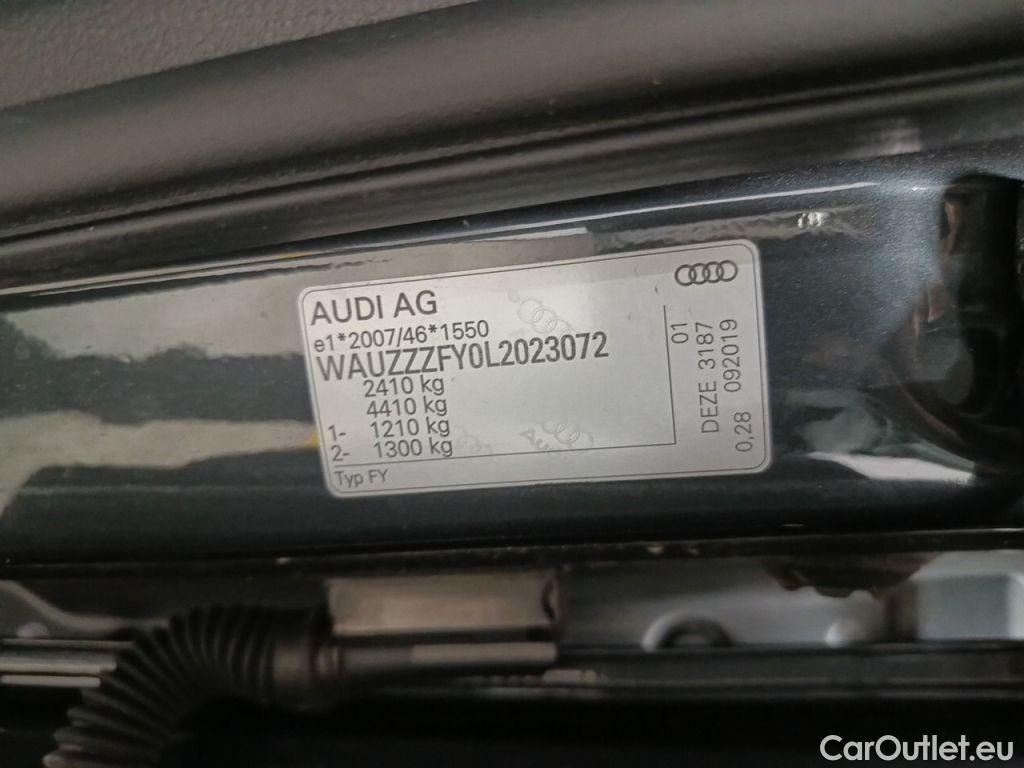 AUDI AG
e1*2007/46*1550
WAUZZZFY0L2023072
2410 kg
4410 kg
1- 1210 kg
2- 1300 kg
Typ FY
01
DEZE 3187
0,28 092019
Audi
CarOutlet.eu